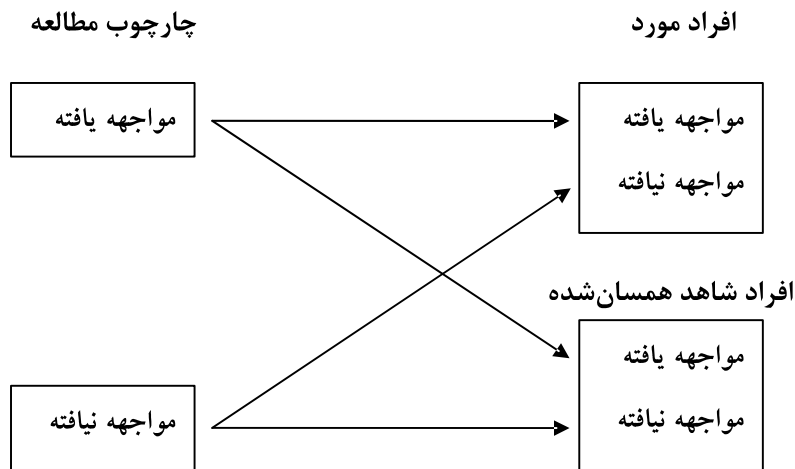 افراد مورد
چارچوب مطالعه
مواجهه یافته
مواجهه یافته
مواجهه نیافته
افراد شاهد همسان‌شده
مواجهه یافته
مواجهه نیافته
مواجهه نیافته